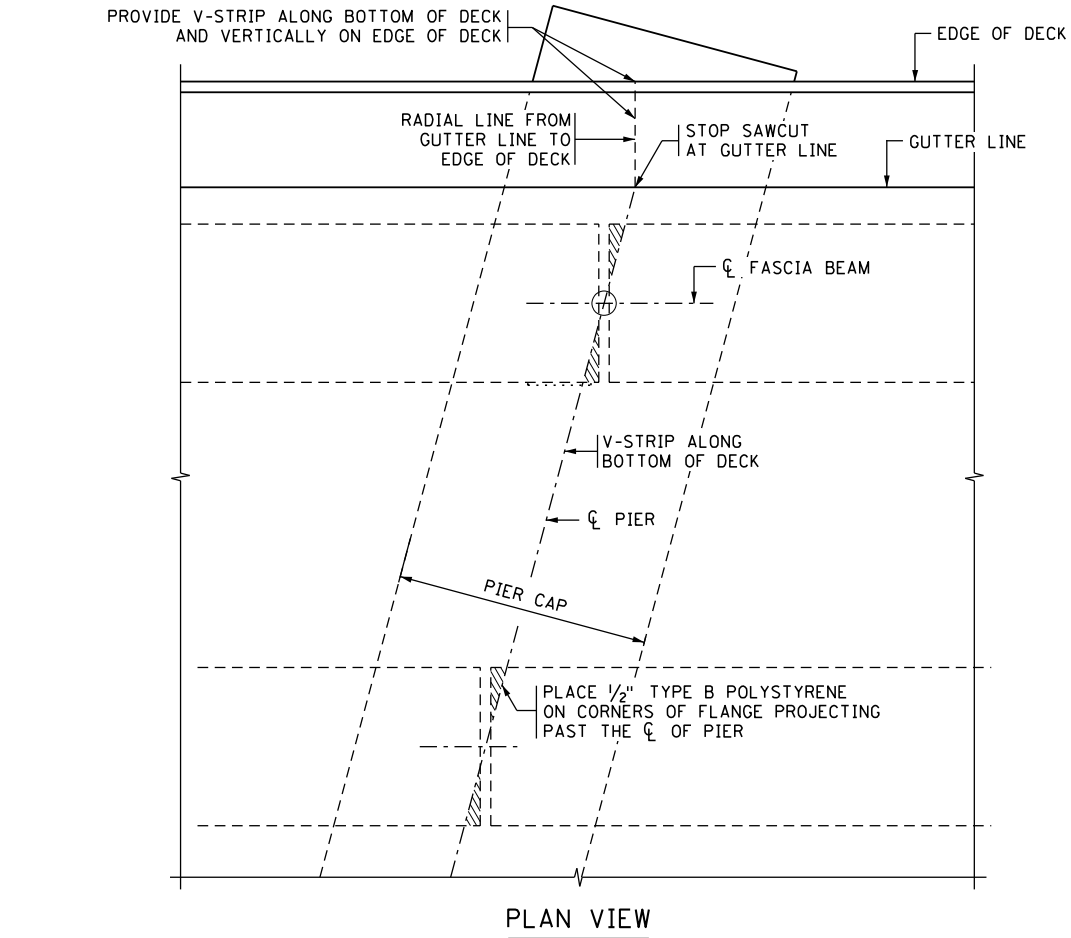 PROVIDE V-STRIP ALONG BOTTOM OF DECK
AND VERTICALLY ON EDGE OF DECK
EDGE OF DECK
RADIAL LINE FROM
GUTTER LINE TO
EDGE OF DECK
STOP SAWCUT
AT GUTTER LINE
GUTTER LINE
℄ FASCIA BEAM
V-STRIP ALONG
BOTTOM OF DECK
℄ PIER
PIER CAP
PLACE ½" TYPE B POLYSTYRENE
ON CORNERS OF FLANGE PROJECTING
PAST THE ℄ OF PIER
PLAN VIEW